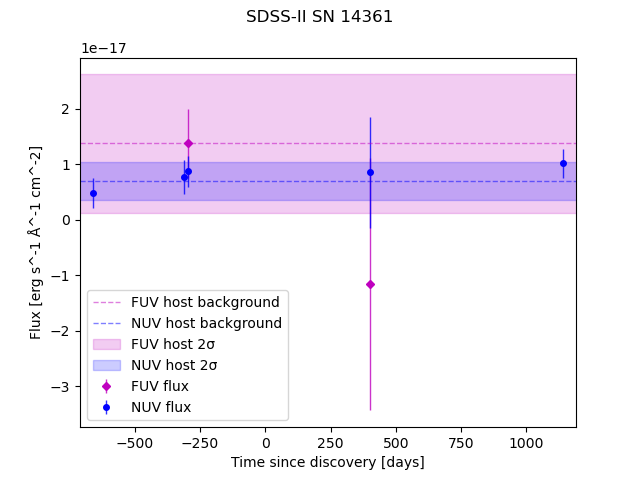 SDSS-II SN 14361
1e−17
2
1
0
−1
−2
−3
Flux [erg s^-1 Å^-1 cm^-2]
FUV host background
NUV host background
FUV host 2σ
NUV host 2σ
FUV flux
NUV flux
−500 −250 0 250 500 750 1000
Time since discovery [days]